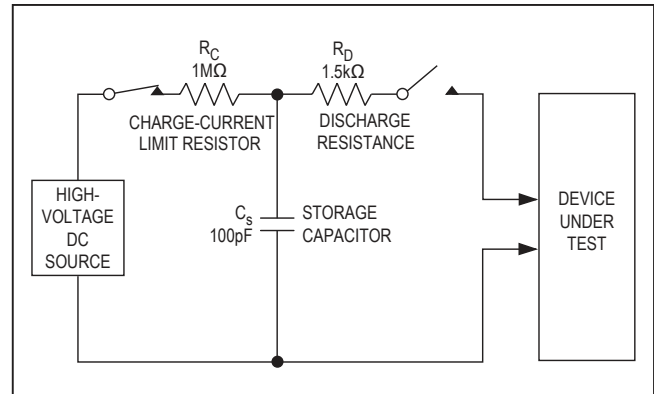 R_C
1MΩ
CHARGE-CURRENT
LIMIT RESISTOR
R_D
1.5kΩ
DISCHARGE
RESISTANCE
HIGH-
VOLTAGE
DC
SOURCE
C_s
100pF
STORAGE
CAPACITOR
DEVICE
UNDER
TEST